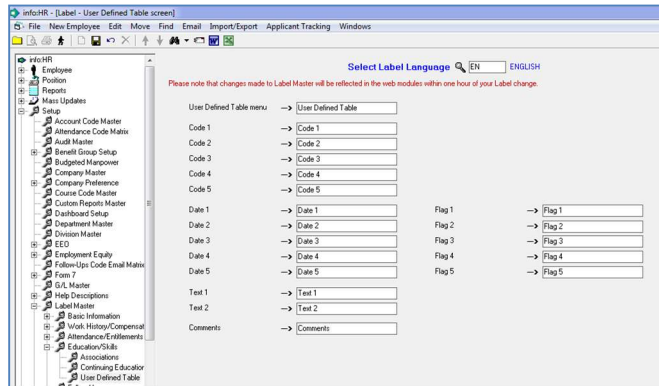 info:HR - [Label - User Defined Table screen]
File New Employee Edit Move Find Email Import/Export Applicant Tracking Windows
info:HR
Employee
Position
Reports
Mass Updates
Setup
Account Code Master
Attendance Code Matrix
Audit Master
Benefit Group Setup
Budgeted Manpower
Company Master
Company Preference
Course Code Master
Custom Reports Master
Dashboard Setup
Department Master
Division Master
EEO
Employment Equity
Follow-Ups Code Email Matrix
Form 7
G/L Master
Help Descriptions
Label Master
Basic Information
Work History/Compensat
Attendance/Entitlements
Education/Skills
Associations
Continuing Education
User Defined Table
Select Label Language EN ENGLISH
Please note that changes made to Label Master will be reflected in the web modules within one hour of your Label change.
User Defined Table menu --> User Defined Table
Code 1 --> Code 1
Code 2 --> Code 2
Code 3 --> Code 3
Code 4 --> Code 4
Code 5 --> Code 5
Date 1 --> Date 1 Flag 1 --> Flag 1
Date 2 --> Date 2 Flag 2 --> Flag 2
Date 3 --> Date 3 Flag 3 --> Flag 3
Date 4 --> Date 4 Flag 4 --> Flag 4
Date 5 --> Date 5 Flag 5 --> Flag 5
Text 1 --> Text 1
Text 2 --> Text 2
Comments --> Comments